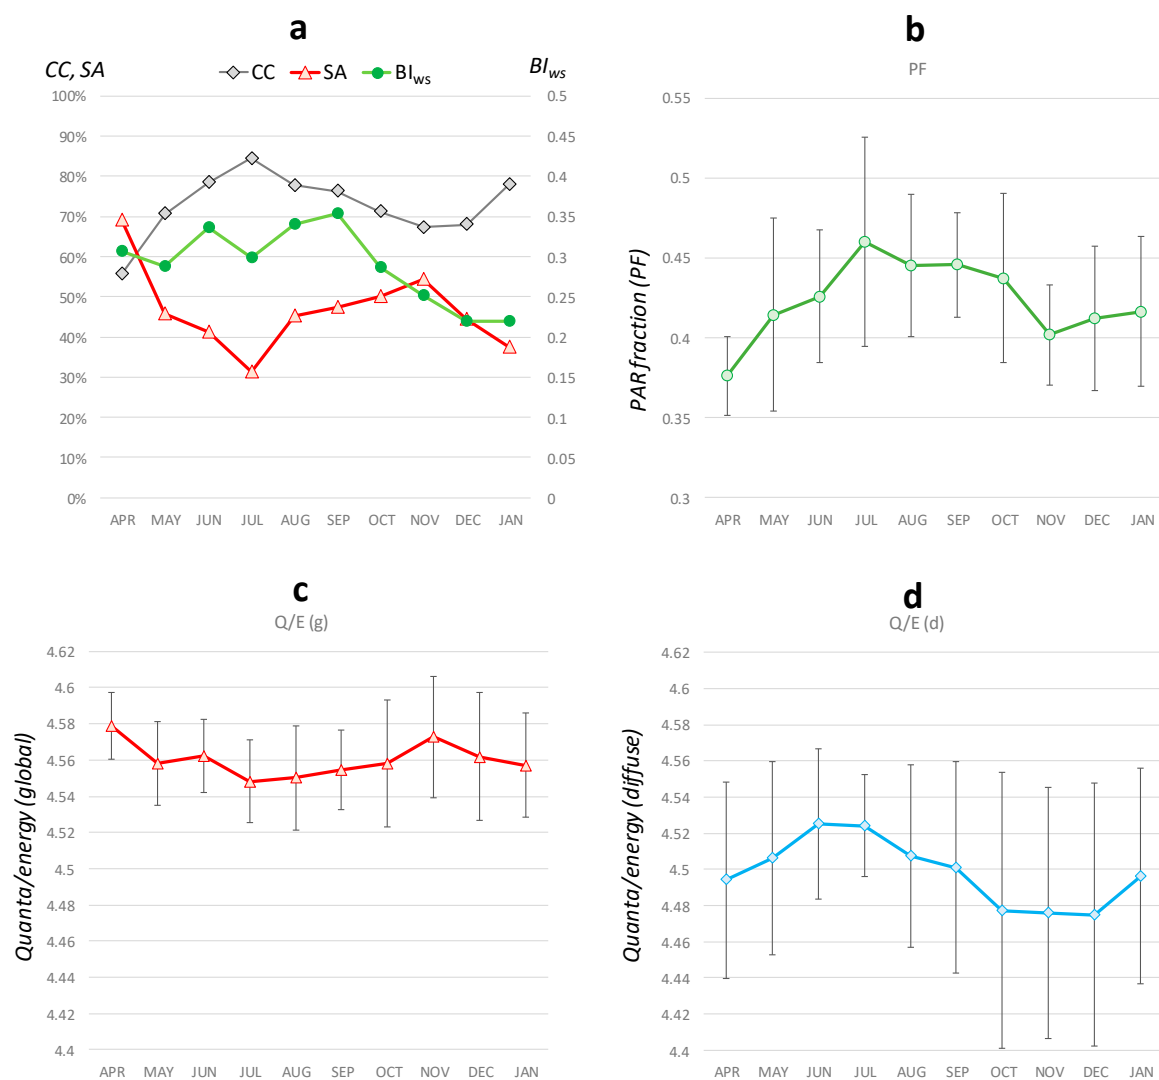 a
CC, SA
CC
SA
BIws
BIws
100%
90%
80%
70%
60%
50%
40%
30%
20%
10%
0%
0.5
0.45
0.4
0.35
0.3
0.25
0.2
0.15
0.1
0.05
0
APR MAY JUN JUL AUG SEP OCT NOV DEC JAN
b
PF
PAR fraction (PF)
0.55
0.5
0.45
0.4
0.35
0.3
APR MAY JUN JUL AUG SEP OCT NOV DEC JAN
c
Q/E (g)
Quanta/energy (global)
4.62
4.6
4.58
4.56
4.54
4.52
4.5
4.48
4.46
4.44
4.42
4.4
APR MAY JUN JUL AUG SEP OCT NOV DEC JAN
d
Q/E (d)
Quanta/energy (diffuse)
4.62
4.6
4.58
4.56
4.54
4.52
4.5
4.48
4.46
4.44
4.42
4.4
APR MAY JUN JUL AUG SEP OCT NOV DEC JAN